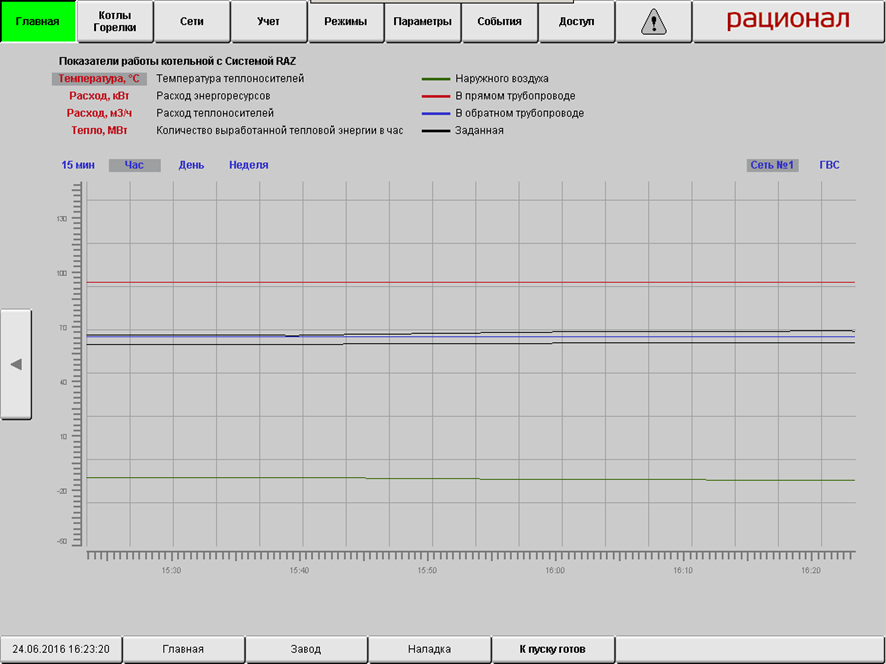 Главная
Котлы
Горелки
Сети
Учет
Режимы
Параметры
События
Доступ
рационал
Показатели работы котельной с Системой RAZ
Температура, °C Температура теплоносителей Наружного воздуха
Расход, кВт Расход энергоресурсов В прямом трубопроводе
Расход, м3/ч Расход теплоносителей В обратном трубопроводе
Тепло, МВт Количество выработанной тепловой энергии в час Заданная
15 мин Час День Неделя Сеть №1 ГВС
130
100
70
40
10
-20
-50
15:30 15:40 15:50 16:00 16:10 16:20
24.06.2016 16:23:20 Главная Завод Наладка К пуску готов